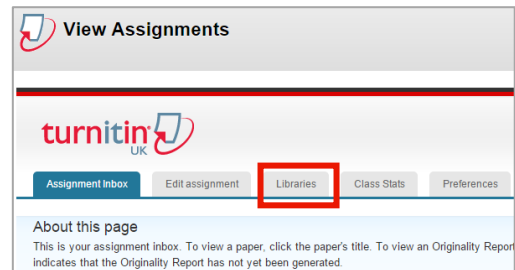 View Assignments
turnitin
UK
Assignment Inbox Edit assignment Libraries Class Stats Preferences
About this page
This is your assignment inbox. To view a paper, click the paper's title. To view an Originality Report
indicates that the Originality Report has not yet been generated.